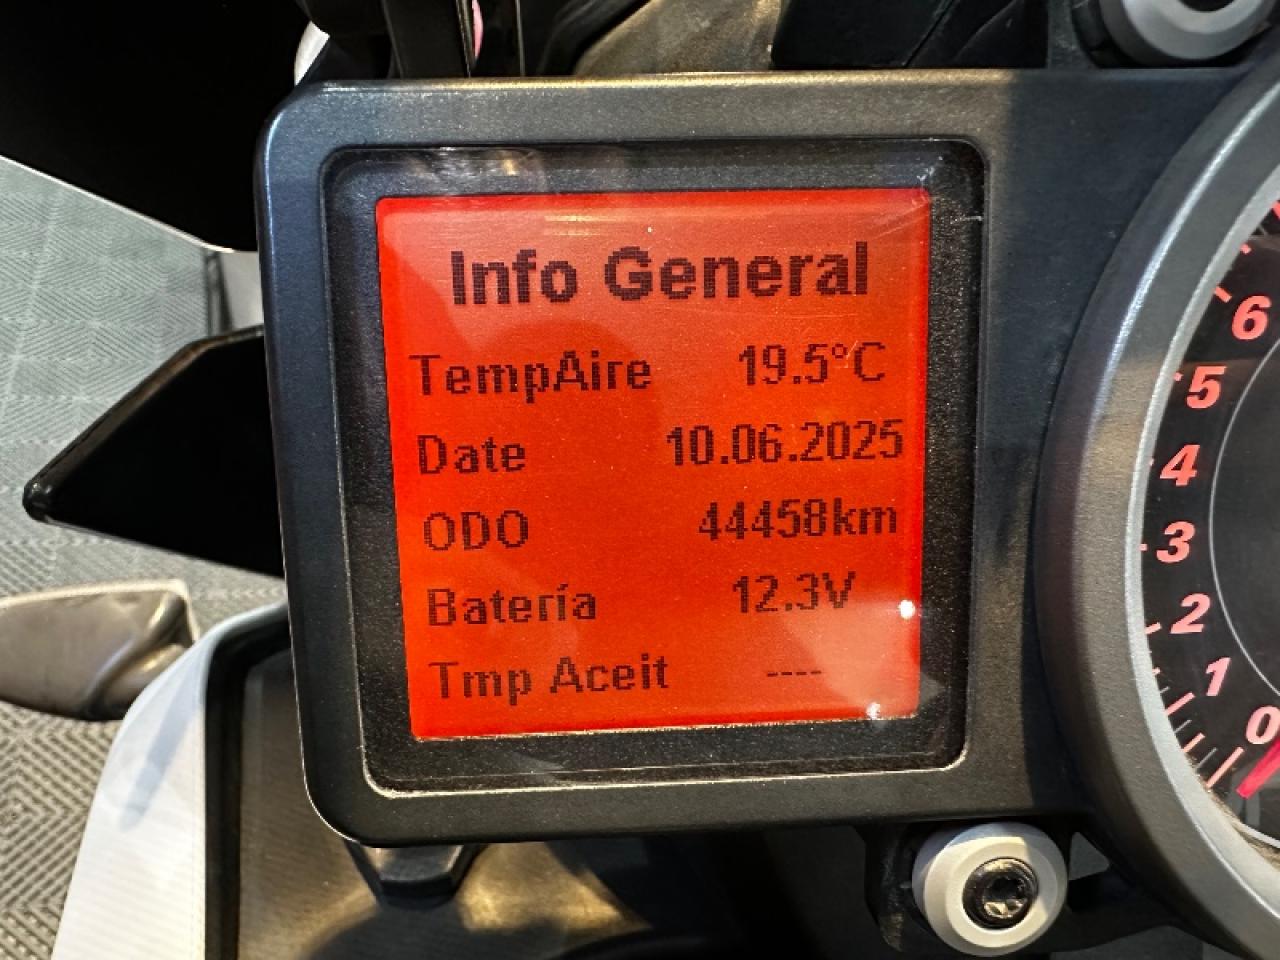 Info General
TempAire 19.5°C
Date 10.06.2025
ODO 44458km
Batería 12.3V
Tmp Aceit ----
6
5
4
3
2
1
0